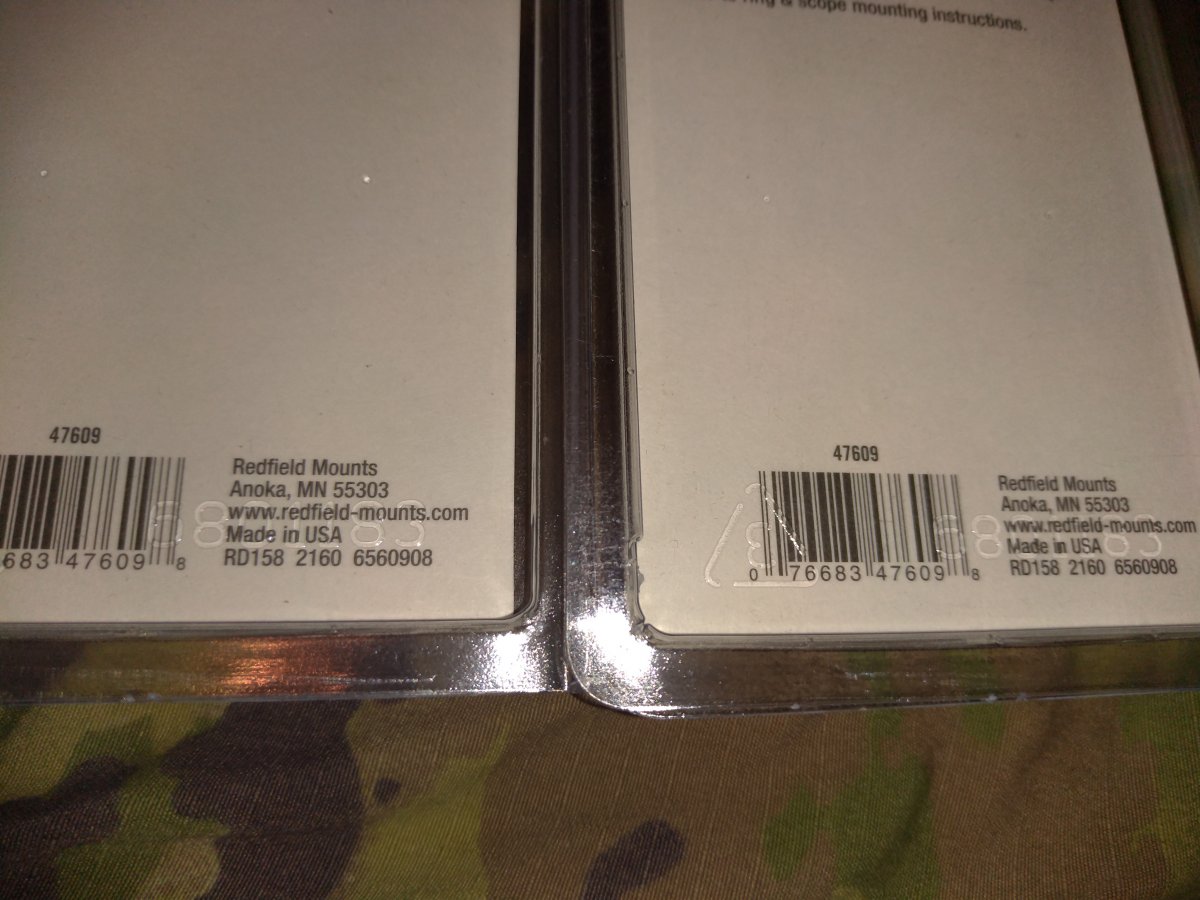 ring & scope mounting instructions.
47609
Redfield Mounts
Anoka, MN 55303
www.redfield-mounts.com
Made in USA
RD158 2160 6560908
683 47609 8
47609
Redfield Mounts
Anoka, MN 55303
www.redfield-mounts.com
Made in USA
RD158 2160 6560908
0 76683 47609 8